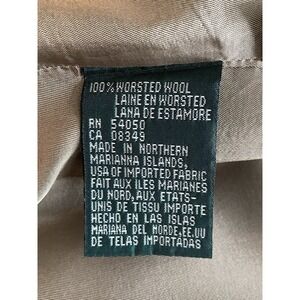 100% WORSTED WOOL
LAINE EN WORSTED
LANA DE ESTAMORE
RN 54050
CA 08349
MADE IN NORTHERN
MARIANNA ISLANDS,
USA OF IMPORTED FABRIC
FAIT AUX ILES MARIANES
DU NORD, AUX ETATS-
UNIS DE TISSU IMPORTE
HECHO EN LAS ISLAS
MARIANA DEL NORDE,EE.UU
DE TELAS IMPORTADAS